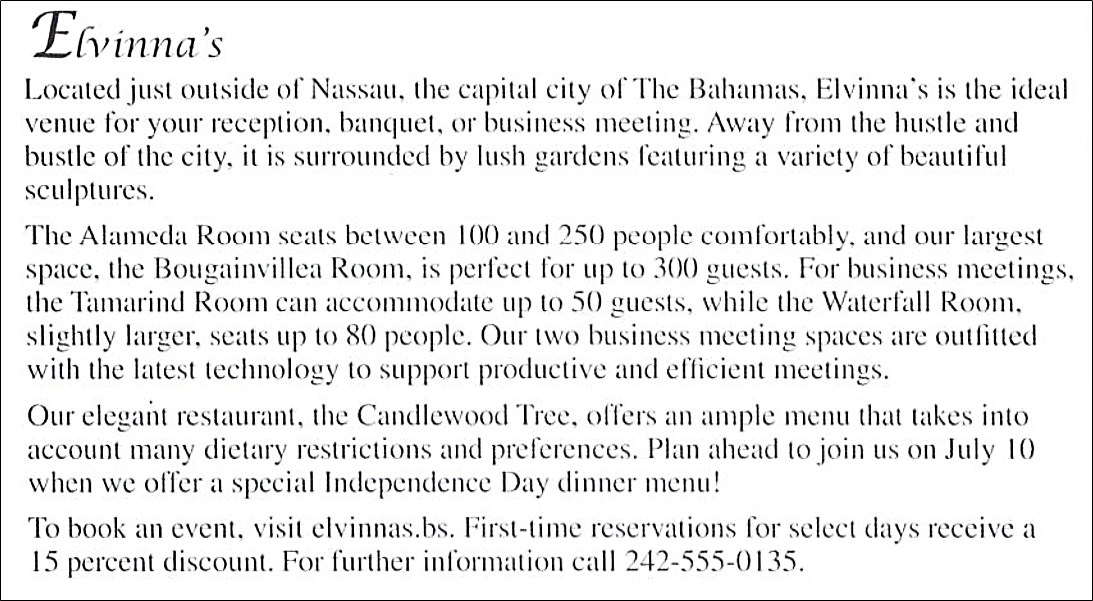 Elvinna's
Located just outside of Nassau, the capital city of The Bahamas, Elvinna's is the ideal
venue for your reception, banquet, or business meeting. Away from the hustle and
bustle of the city, it is surrounded by lush gardens featuring a variety of beautiful
sculptures.
The Alameda Room seats between 100 and 250 people comfortably, and our largest
space, the Bougainvillea Room, is perfect for up to 300 guests. For business meetings,
the Tamarind Room can accommodate up to 50 guests, while the Waterfall Room,
slightly larger, seats up to 80 people. Our two business meeting spaces are outfitted
with the latest technology to support productive and efficient meetings.
Our elegant restaurant, the Candlewood Tree, offers an ample menu that takes into
account many dietary restrictions and preferences. Plan ahead to join us on July 10
when we offer a special Independence Day dinner menu!
To book an event, visit elvinnas.bs. First-time reservations for select days receive a
15 percent discount. For further information call 242-555-0135.